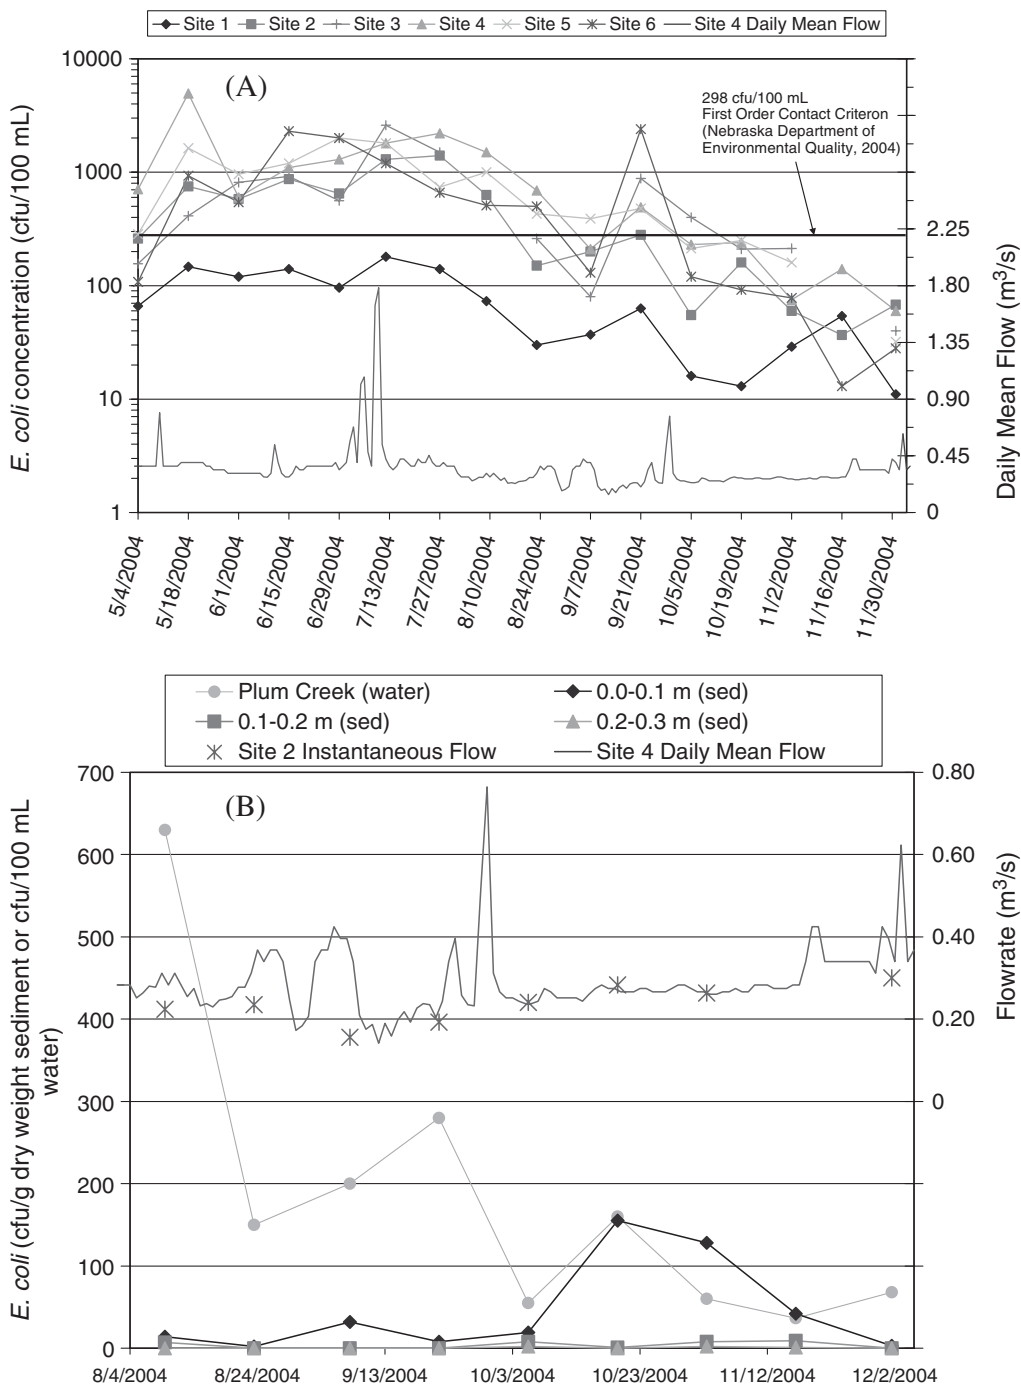 Site 1 Site 2 Site 3 Site 4 Site 5 Site 6 Site 4 Daily Mean Flow
(A)
298 cfu/100 mL
First Order Contact Criteron
(Nebraska Department of
Environmental Quality, 2004)
E. coli concentration (cfu/100 mL)
10000
1000
100
10
1
Daily Mean Flow (m³/s)
2.25
1.80
1.35
0.90
0.45
0
5/4/2004 5/18/2004 6/1/2004 6/15/2004 6/29/2004 7/13/2004 7/27/2004 8/10/2004 8/24/2004 9/7/2004 9/21/2004 10/5/2004 10/19/2004 11/2/2004 11/16/2004 11/30/2004
Plum Creek (water) 0.0-0.1 m (sed)
0.1-0.2 m (sed) 0.2-0.3 m (sed)
Site 2 Instantaneous Flow Site 4 Daily Mean Flow
(B)
E. coli (cfu/g dry weight sediment or cfu/100 mL
water)
700
600
500
400
300
200
100
0
Flowrate (m³/s)
0.80
0.60
0.40
0.20
0
8/4/2004 8/24/2004 9/13/2004 10/3/2004 10/23/2004 11/12/2004 12/2/2004